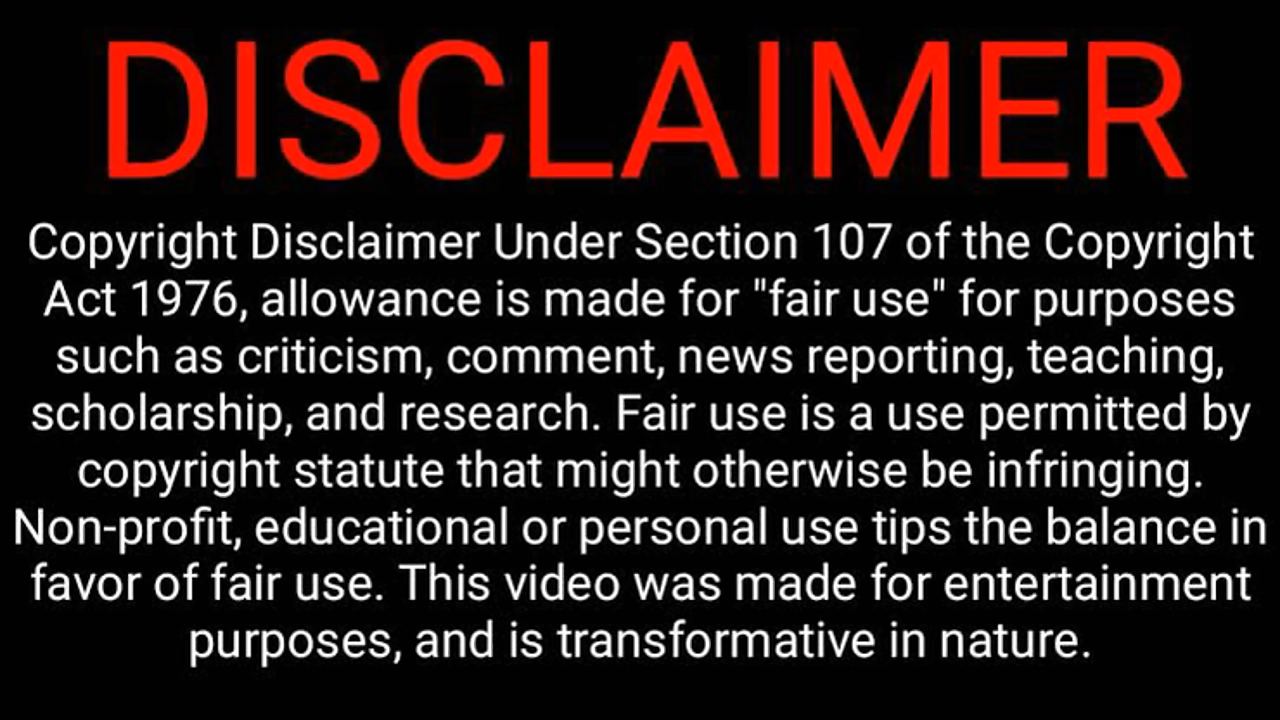 DISCLAIMER
Copyright Disclaimer Under Section 107 of the Copyright
Act 1976, allowance is made for "fair use" for purposes
such as criticism, comment, news reporting, teaching,
scholarship, and research. Fair use is a use permitted by
copyright statute that might otherwise be infringing.
Non-profit, educational or personal use tips the balance in
favor of fair use. This video was made for entertainment
purposes, and is transformative in nature.